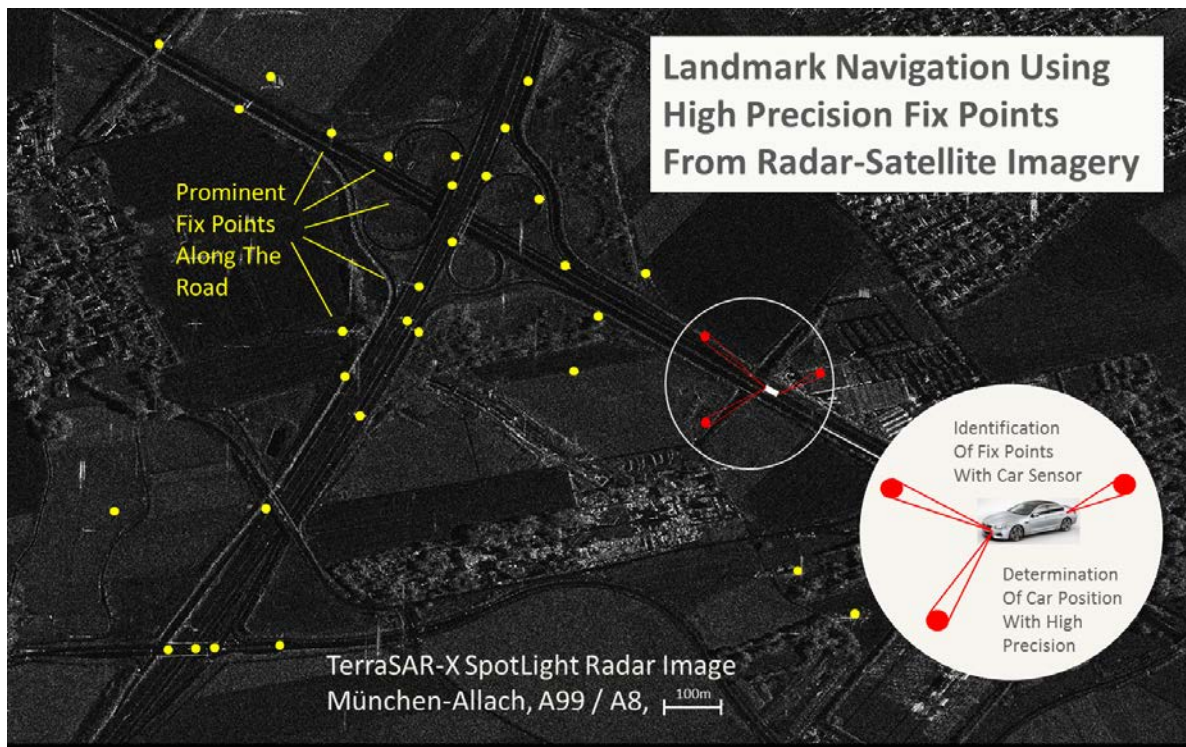 Landmark Navigation Using
High Precision Fix Points
From Radar-Satellite Imagery
Prominent
Fix Points
Along The
Road
Identification
Of Fix Points
With Car Sensor
Determination
Of Car Position
With High
Precision
TerraSAR-X SpotLight Radar Image
München-Allach, A99 / A8, 100m